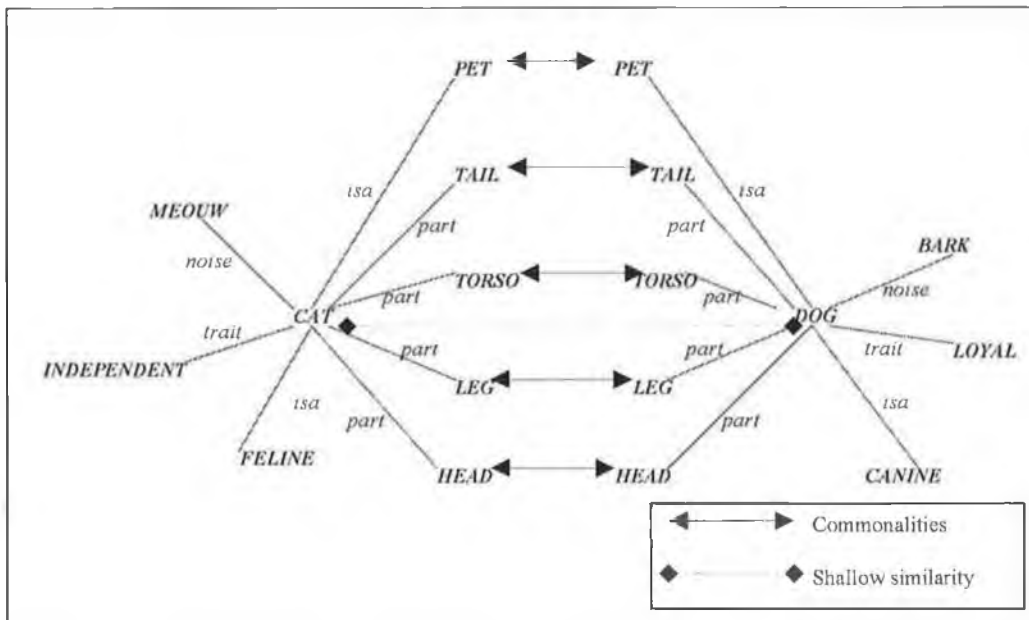 PET PET
TAIL TAIL
isa isa
MEOUW
part part
BARK
noise
TORSO TORSO
noise
part part
CAT DOG
trait trait
LOYAL
part part
INDEPENDENT
LEG LEG
isa isa
part part
FELINE
HEAD HEAD CANINE
Commonalities
Shallow similarity